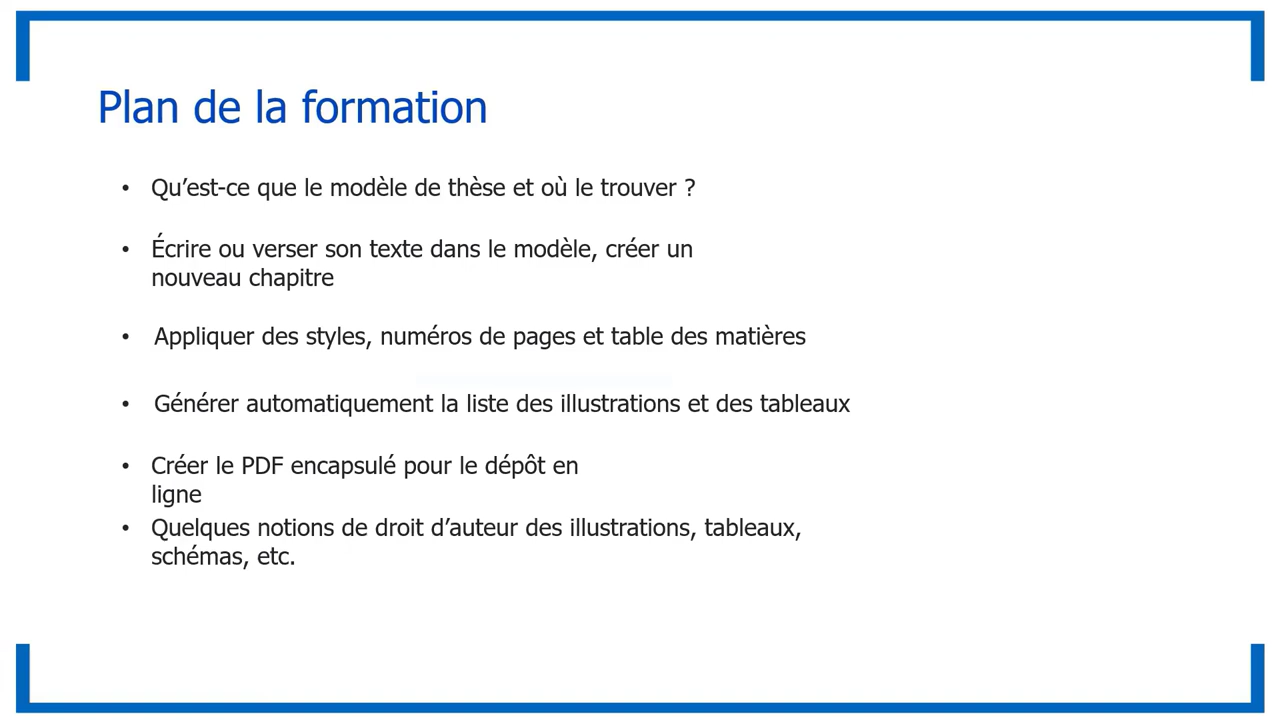 Plan de la formation
• Qu’est-ce que le modèle de thèse et où le trouver ?
• Écrire ou verser son texte dans le modèle, créer un
nouveau chapitre
• Appliquer des styles, numéros de pages et table des matières
• Générer automatiquement la liste des illustrations et des tableaux
• Créer le PDF encapsulé pour le dépôt en
ligne
• Quelques notions de droit d’auteur des illustrations, tableaux,
schémas, etc.